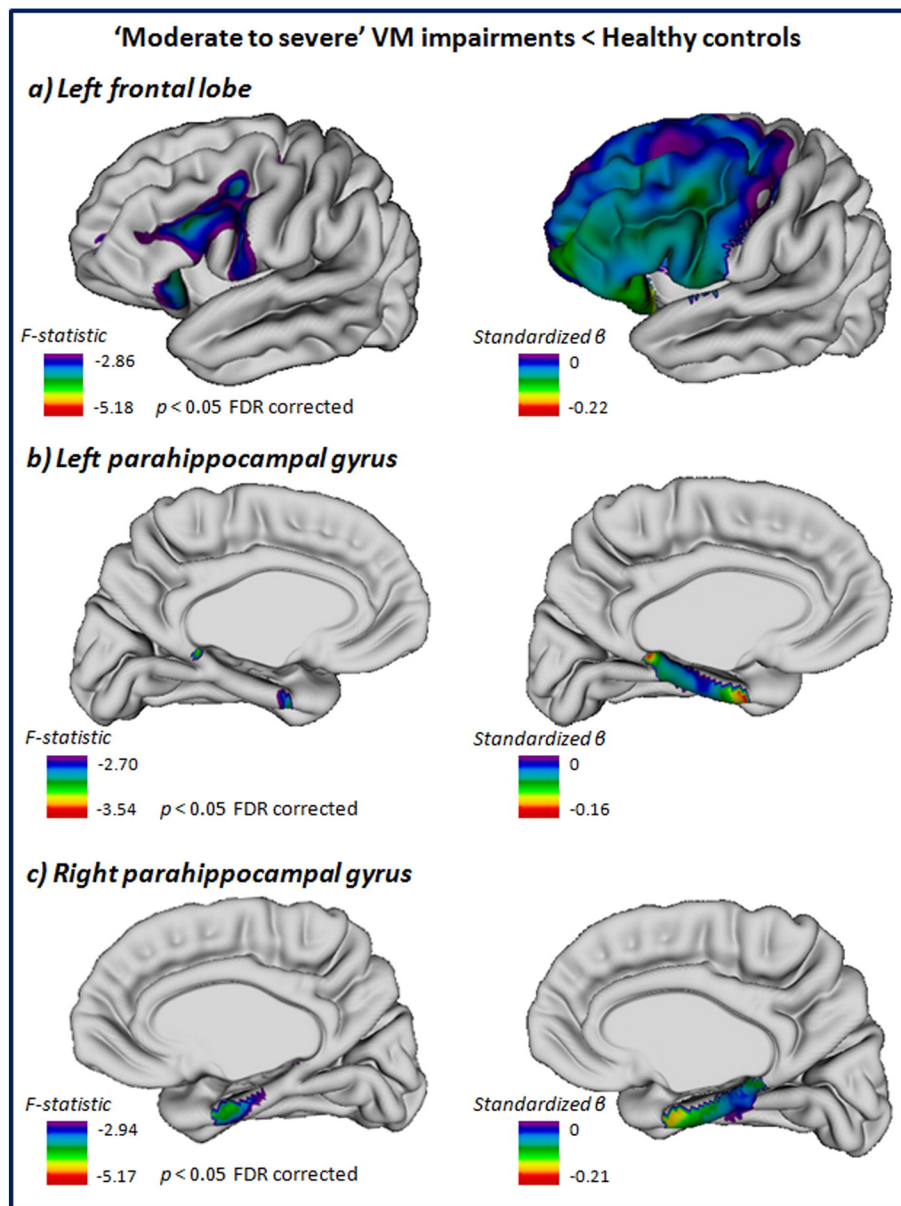 ‘Moderate to severe’ VM impairments < Healthy controls
a) Left frontal lobe
F-statistic
-2.86
-5.18
p < 0.05 FDR corrected
Standardized β
0
-0.22
b) Left parahippocampal gyrus
F-statistic
-2.70
-3.54
p < 0.05 FDR corrected
Standardized β
0
-0.16
c) Right parahippocampal gyrus
F-statistic
-2.94
-5.17
p < 0.05 FDR corrected
Standardized β
0
-0.21